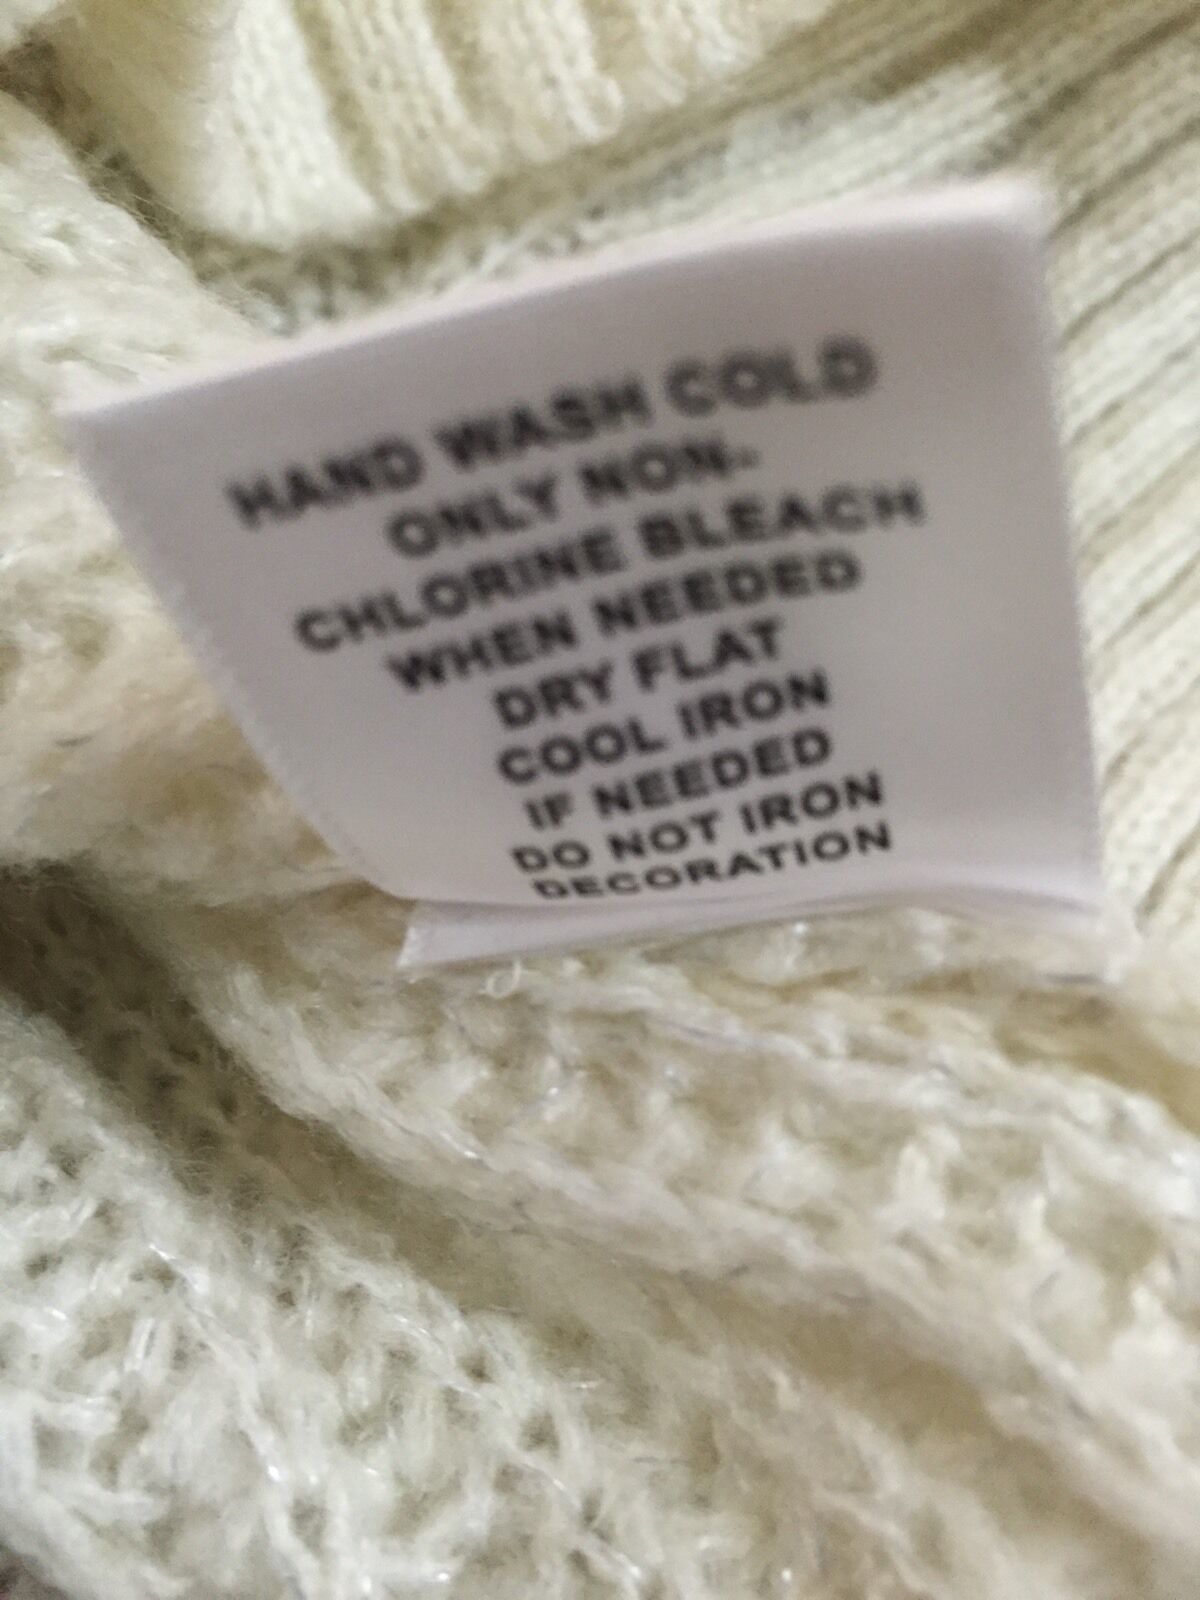 HAND WASH COLD
ONLY NON-
CHLORINE BLEACH
WHEN NEEDED
DRY FLAT
COOL IRON
IF NEEDED
DO NOT IRON
DECORATION